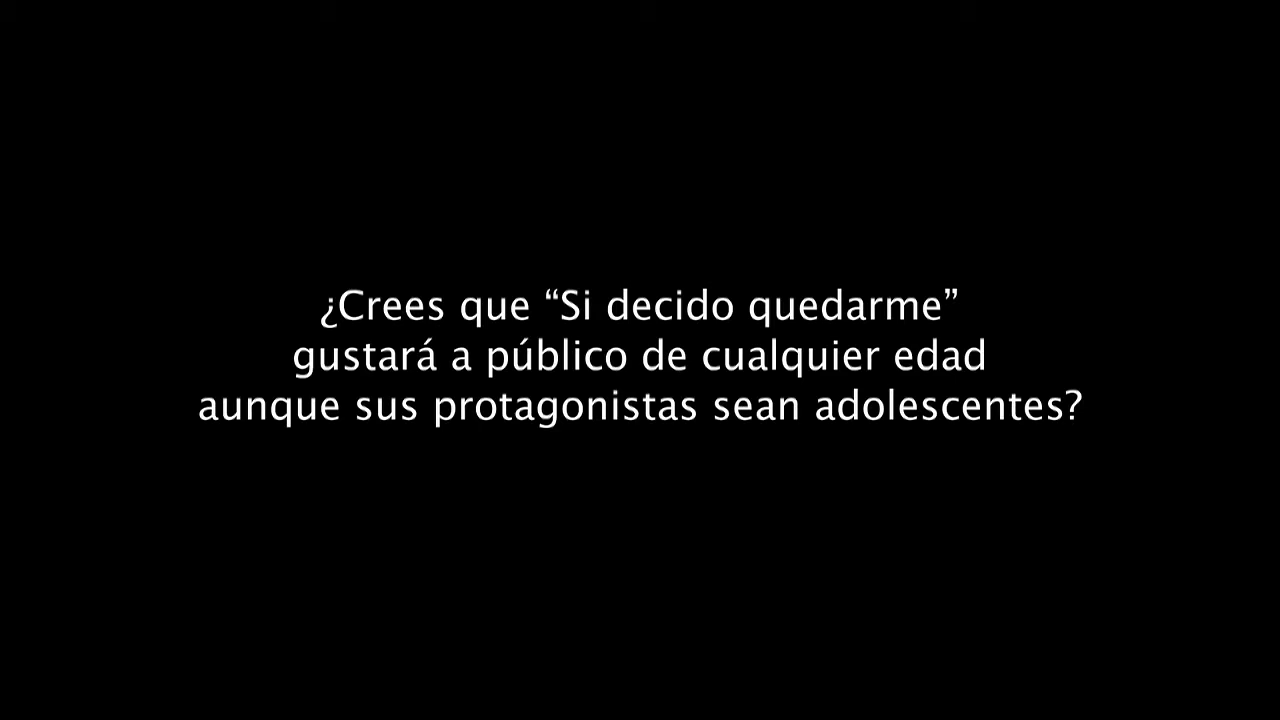 ¿Crees que “Si decido quedarme”
gustará a público de cualquier edad
aunque sus protagonistas sean adolescentes?